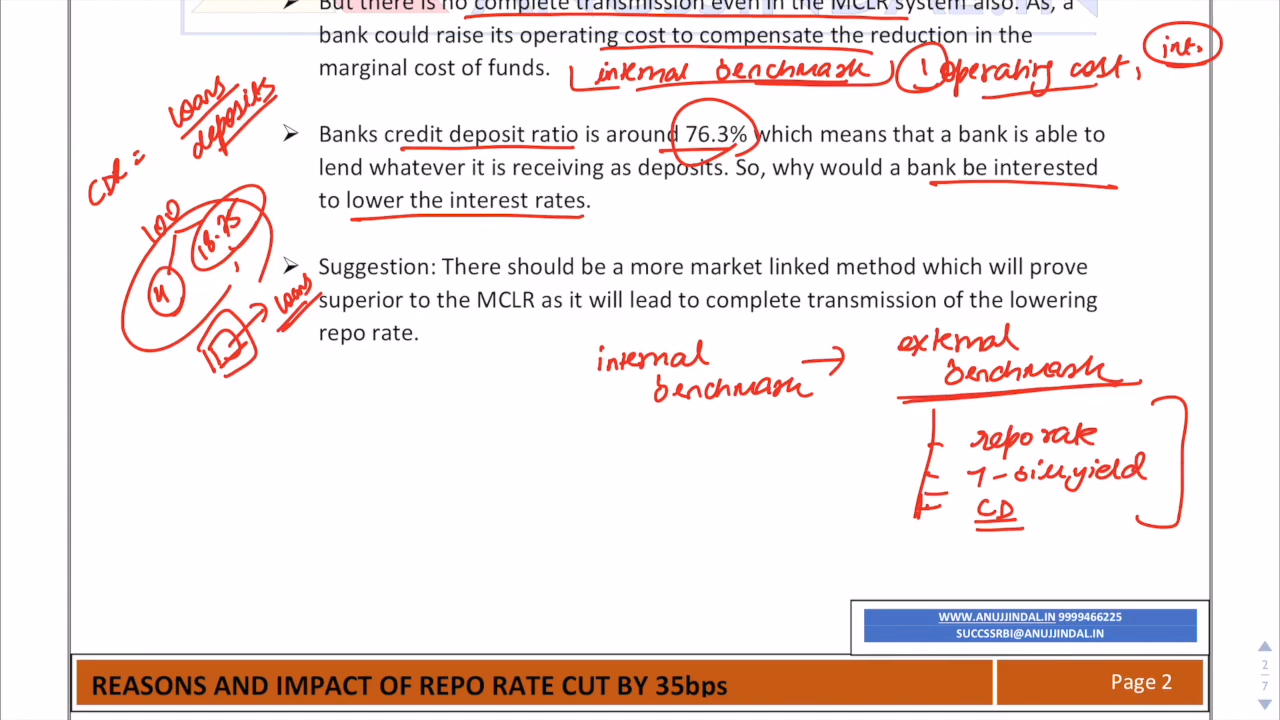 But there is no complete transmission even in the MCLR system also. As, a
bank could raise its operating cost to compensate the reduction in the
marginal cost of funds.
internal benchmark
operating cost,
int.
CDR =
loans
deposits
Banks credit deposit ratio is around 76.3% which means that a bank is able to
lend whatever it is receiving as deposits. So, why would a bank be interested
to lower the interest rates.
100
18.75
4
loans
Suggestion: There should be a more market linked method which will prove
superior to the MCLR as it will lead to complete transmission of the lowering
repo rate.
internal
benchmark
→
external
benchmark
repo rate
T-bill yield
CD
WWW.ANUJJINDAL.IN 9999466225
SUCCSSRBI@ANUJJINDAL.IN
REASONS AND IMPACT OF REPO RATE CUT BY 35bps
Page 2
2
7